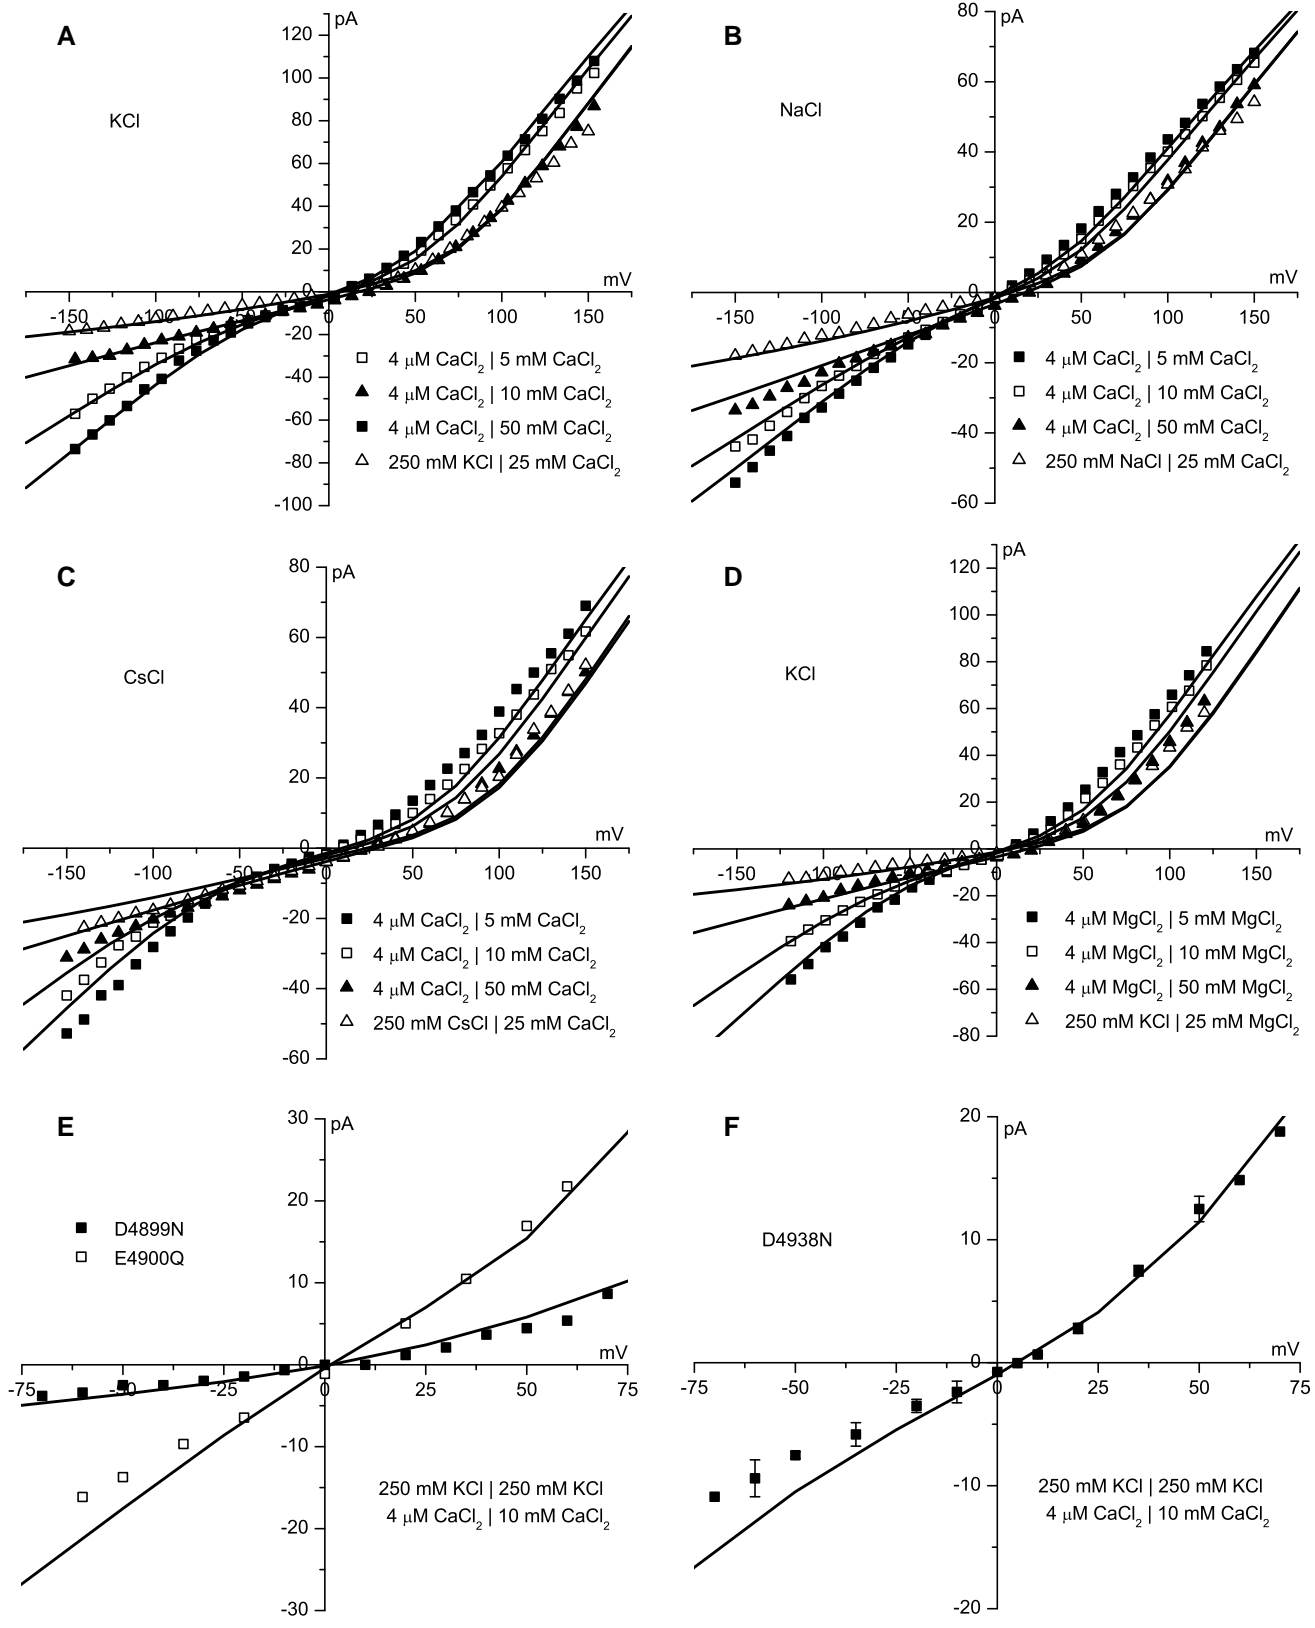 A
pA
KCl
120
100
80
60
40
20
0
mV
-150
-100
-50
50
100
150
-20
-40
-60
-80
-100
4 μM CaCl2 | 5 mM CaCl2
4 μM CaCl2 | 10 mM CaCl2
4 μM CaCl2 | 50 mM CaCl2
250 mM KCl | 25 mM CaCl2
B
pA
NaCl
80
60
40
20
0
mV
-150
-100
-50
0
50
100
150
-20
-40
-60
4 μM CaCl2 | 5 mM CaCl2
4 μM CaCl2 | 10 mM CaCl2
4 μM CaCl2 | 50 mM CaCl2
250 mM NaCl | 25 mM CaCl2
C
pA
CsCl
80
60
40
20
0
mV
-150
-100
-50
0
50
100
150
-20
-40
-60
4 μM CaCl2 | 5 mM CaCl2
4 μM CaCl2 | 10 mM CaCl2
4 μM CaCl2 | 50 mM CaCl2
250 mM CsCl | 25 mM CaCl2
D
pA
KCl
120
100
80
60
40
20
0
mV
-150
-100
-50
0
50
100
150
-20
-40
-60
-80
4 μM MgCl2 | 5 mM MgCl2
4 μM MgCl2 | 10 mM MgCl2
4 μM MgCl2 | 50 mM MgCl2
250 mM KCl | 25 mM MgCl2
E
pA
30
20
10
0
D4899N
E4900Q
mV
-75
-50
-25
0
25
50
75
-10
-20
-30
250 mM KCl | 250 mM KCl
4 μM CaCl2 | 10 mM CaCl2
F
pA
20
10
0
D4938N
mV
-75
-50
-25
0
25
50
75
-10
-20
250 mM KCl | 250 mM KCl
4 μM CaCl2 | 10 mM CaCl2